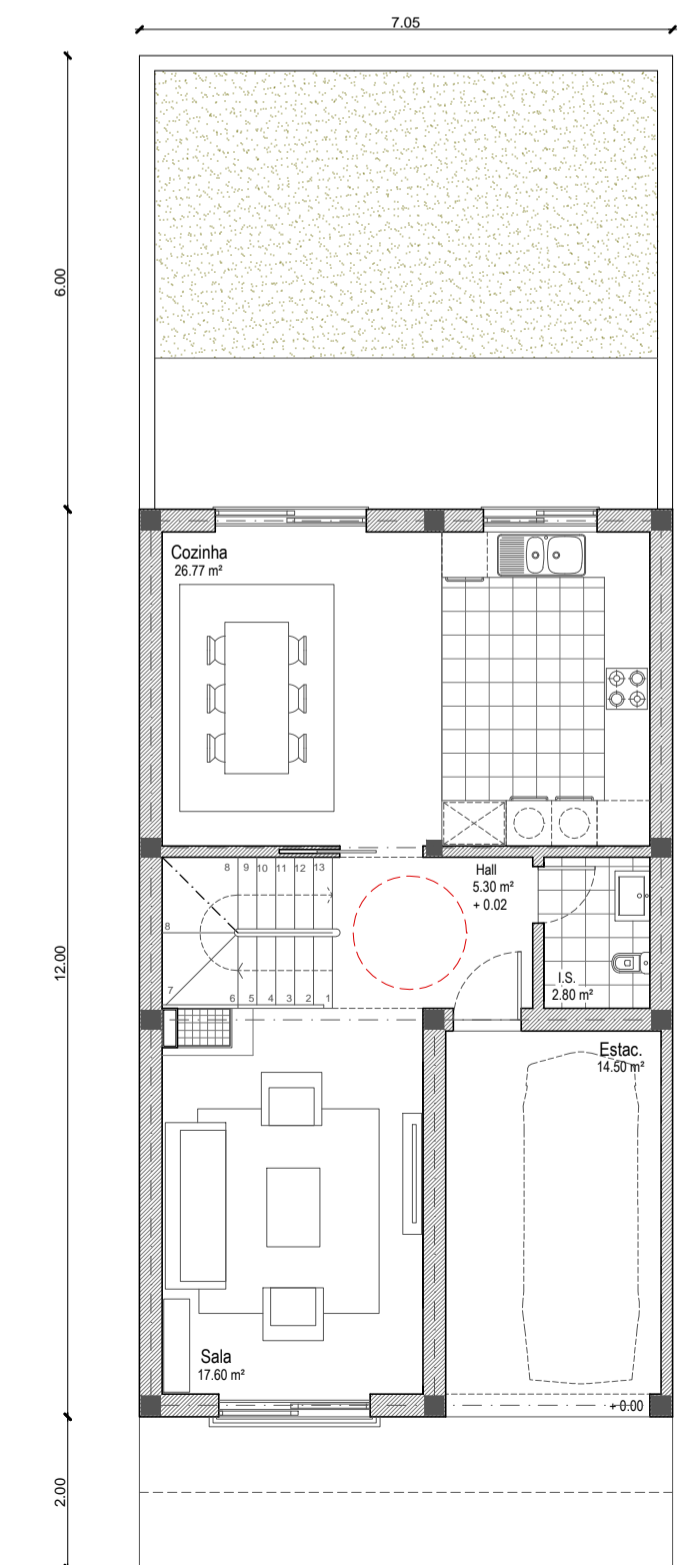 7.05
6.00
Cozinha
26.77 m²
8 9 10 11 12 13
Hall
5.30 m²
+ 0.02
8
12.00
7
6 5 4 3 2 1
I.S.
2.80 m²
Estac.
14.50 m²
Sala
17.60 m²
+ 0.00
2.00